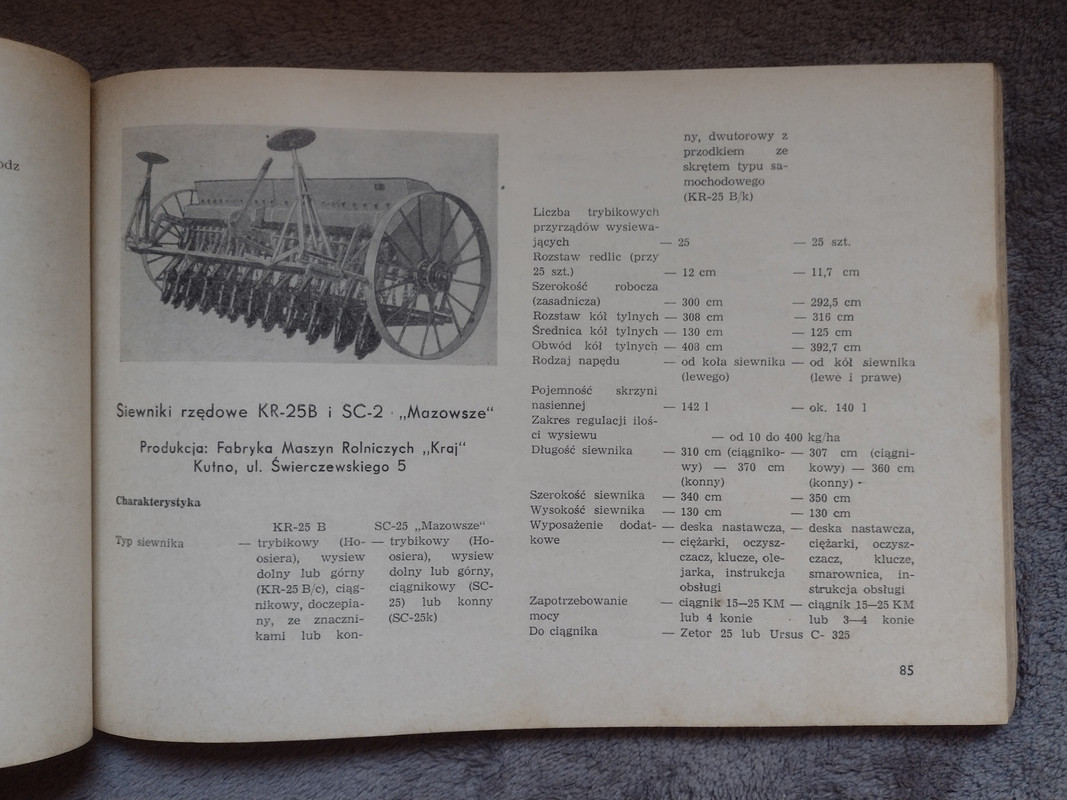 odz
Siewniki rzędowe KR-25B i SC-2 „Mazowsze“
Produkcja: Fabryka Maszyn Rolniczych „Kraj“
Kutno, ul. Świerczewskiego 5
Charakterystyka
KR-25 B SC-25 „Mazowsze“
Typ siewnika — trybikowy (Ho- — trybikowy (Ho-
osiera), wysiew osiera), wysiew
dolny lub górny dolny lub górny,
(KR-25 B/c), ciąg- ciągnikowy (SC-
nikowy, doczepia- 25) lub konny
ny, ze znaczni- (SC-25k)
kami lub kon-
ny, dwutorowy z
przodkiem ze
skrętem typu sa-
mochodowego
(KR-25 B/k)
Liczba trybikowych
przyrządów wysiewa-
jących — 25 — 25 szt.
Rozstaw redlic (przy
25 szt.) — 12 cm — 11,7 cm
Szerokość robocza
(zasadnicza) — 300 cm — 292,5 cm
Rozstaw kół tylnych — 308 cm — 316 cm
Średnica kół tylnych — 130 cm — 125 cm
Obwód kół tylnych — 408 cm — 392,7 cm
Rodzaj napędu — od koła siewnika — od kół siewnika
(lewego) (lewe i prawe)
Pojemność skrzyni
nasiennej — 142 l — ok. 140 l
Zakres regulacji iloś-
ci wysiewu — od 10 do 400 kg/ha
Długość siewnika — 310 cm (ciągniko- — 307 cm (ciągni-
wy) — 370 cm kowy) — 360 cm
(konny) (konny)
Szerokość siewnika — 340 cm — 350 cm
Wysokość siewnika — 130 cm — 130 cm
Wyposażenie dodat- — deska nastawcza, — deska nastawcza,
kowe — ciężarki, oczysz- ciężarki, oczysz-
czacz, klucze, ole- czacz, klucze,
jarka, instrukcja smarownica, in-
obsługi strukcja obsługi
Zapotrzebowanie — ciągnik 15—25 KM — ciągnik 15—25 KM
mocy lub 4 konie lub 3—4 konie
Do ciągnika — Zetor 25 lub Ursus C- 325
85